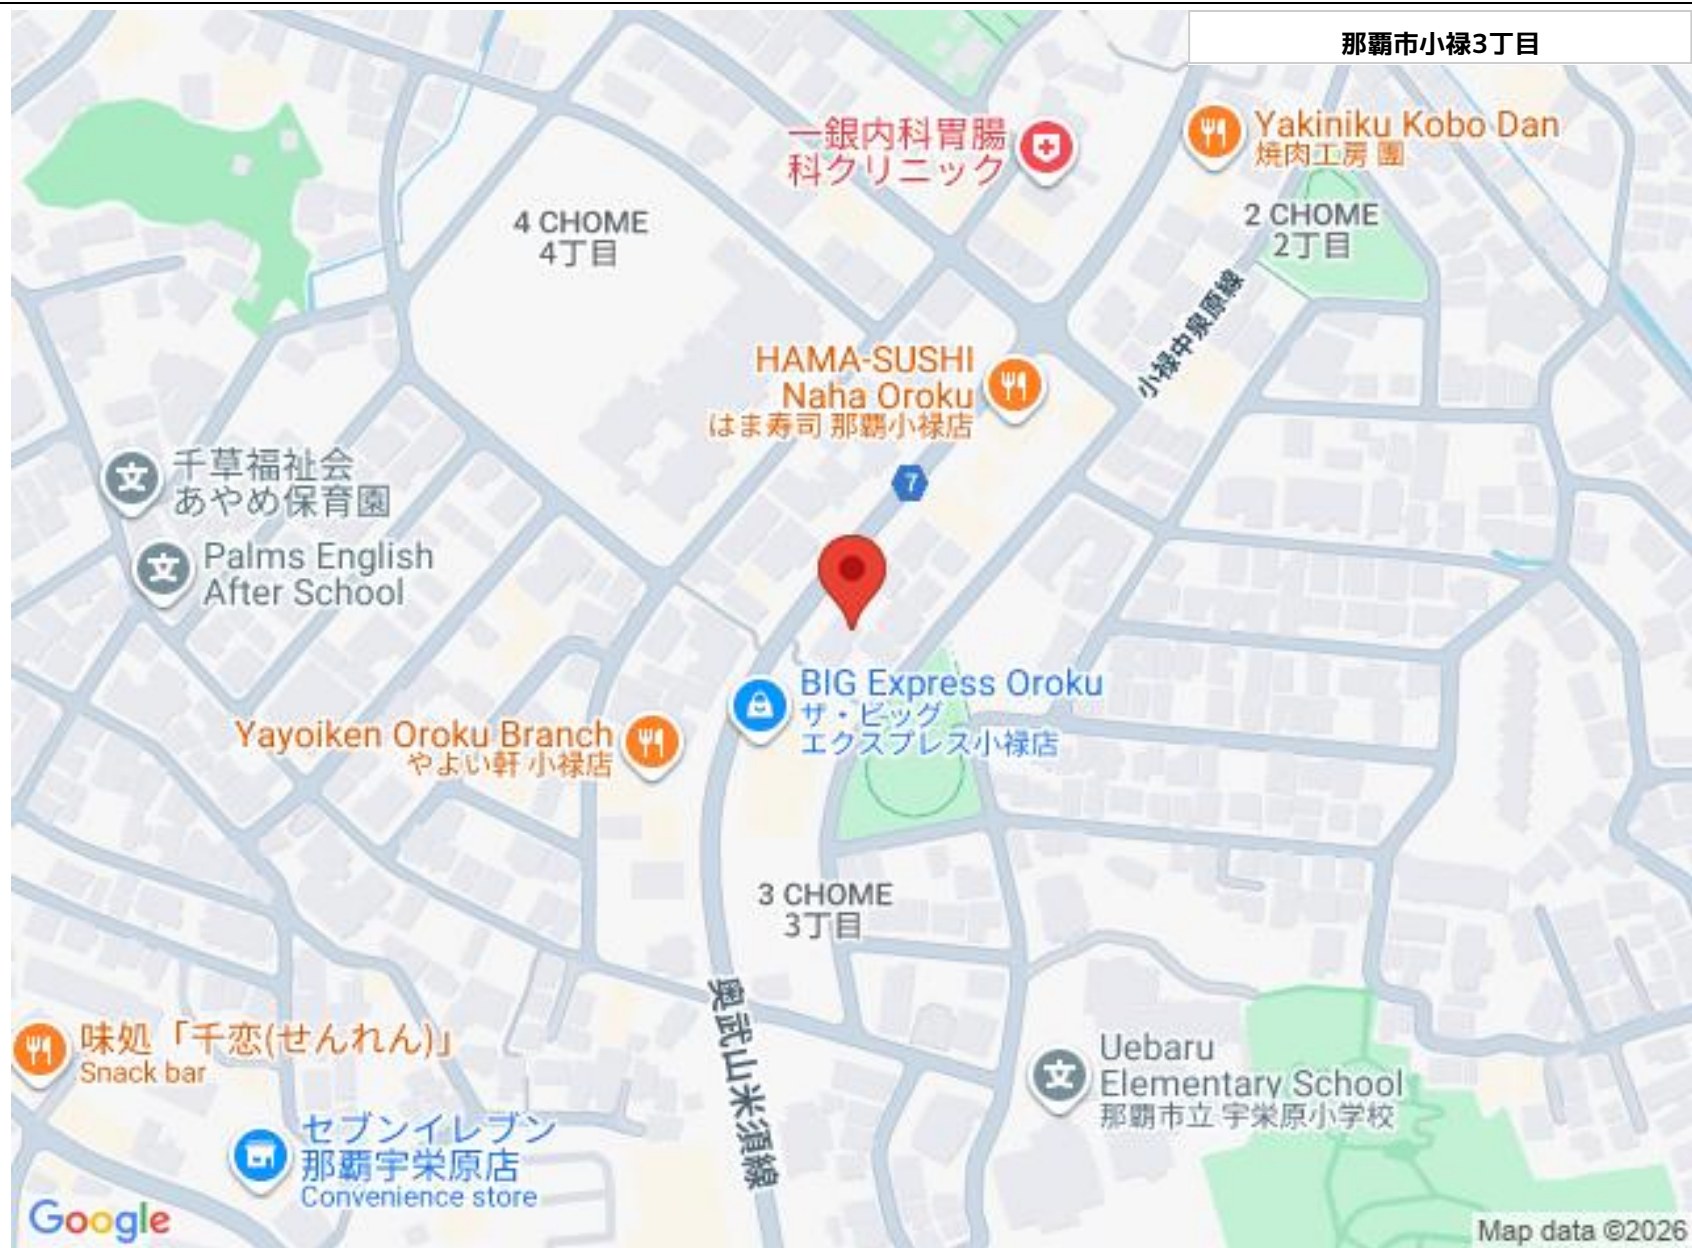 那覇市小禄3丁目
一銀内科胃腸
科クリニック
Yakiniku Kobo Dan
焼肉工房 團
4 CHOME
4丁目
2 CHOME
2丁目
小禄中泉原線
HAMA-SUSHI
Naha Oroku
はま寿司 那覇小禄店
7
千草福祉会
あやめ保育園
Palms English
After School
BIG Express Oroku
ザ・ビッグ
エクスプレス小禄店
Yayoiken Oroku Branch
やよい軒 小禄店
3 CHOME
3丁目
奥武山米須線
味処「千恋(せんれん)」
Snack bar
Uebaru
Elementary School
那覇市立 宇栄原小学校
セブンイレブン
那覇宇栄原店
Convenience store
Google
Map data ©2026